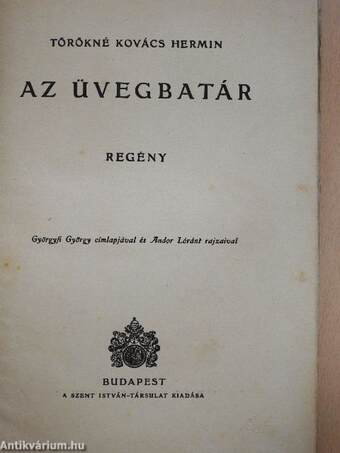 TÖRÖKNÉ KOVÁCS HERMIN
AZ ÜVEGBATÁR
REGÉNY
Györgyfi György címlapjával és Andor Lóránt rajzaival
BUDAPEST
A SZENT ISTVÁN-TÁRSULAT KIADÁSA
Antikvárium.hu